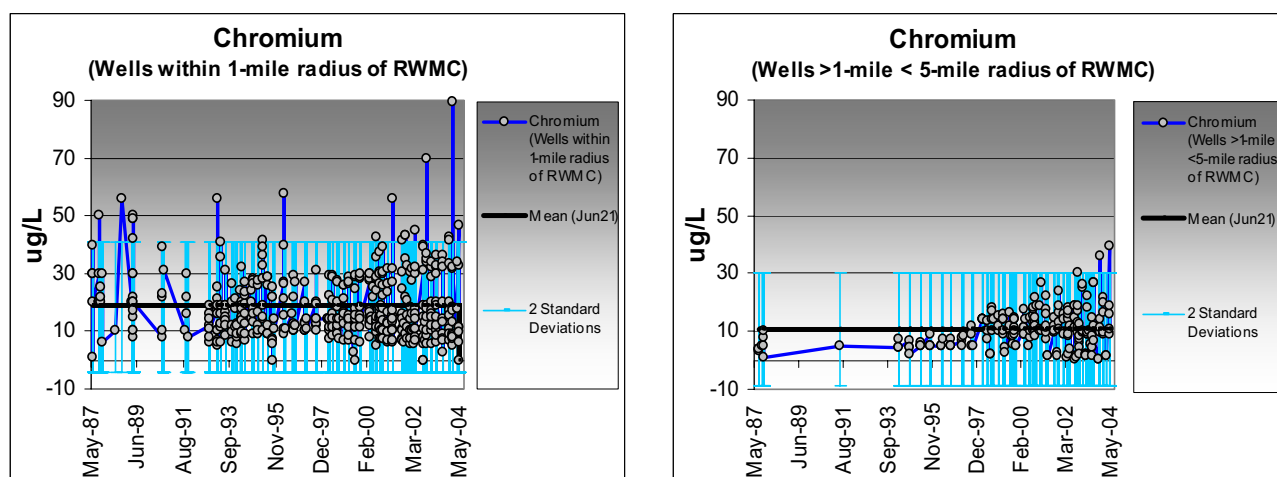 Chromium
(Wells within 1-mile radius of RWMC)
90
70
50
30
10
-10
ug/L
May-87
Jun-89
Aug-91
Sep-93
Nov-95
Dec-97
Feb-00
Mar-02
May-04
Chromium
(Wells within
1-mile radius
of RWMC)
Mean (Jun21)
2 Standard
Deviations
Chromium
(Wells >1-mile < 5-mile radius of RWMC)
90
70
50
30
10
-10
ug/L
May-87
Jun-89
Aug-91
Sep-93
Nov-95
Dec-97
Feb-00
Mar-02
May-04
Chromium
(Wells >1-mile
<5-mile radius
of RWMC)
Mean (Jun21)
2 Standard
Deviations